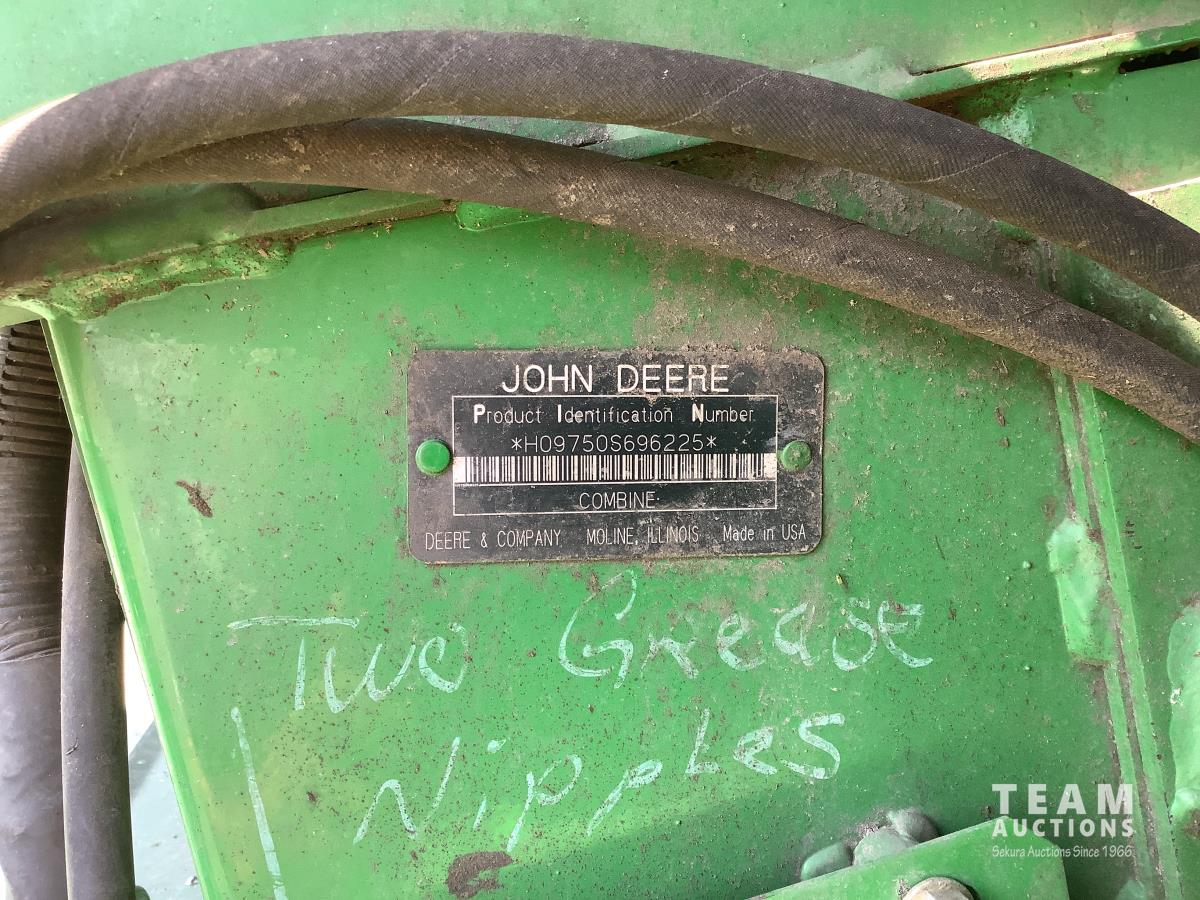 JOHN DEERE
Product Identification Number
*H09750S696225*
COMBINE
DEERE & COMPANY MOLINE, ILLINOIS Made in USA
Two Grease
Nipples
TEAM
AUCTIONS
Sekura Auctions Since 1966